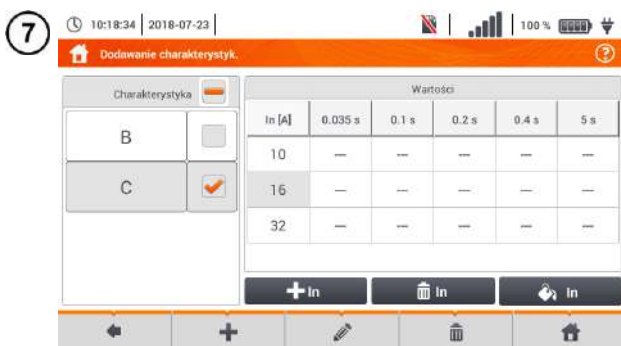 7
10:18:34 2018-07-23 100 %
Dodawanie charakterystyk.
Charakterystyka
Wartości
In [A] 0.035 s 0.1 s 0.2 s 0.4 s 5 s
B
10 --- --- --- --- ---
C
16 --- --- --- --- ---
32 --- --- --- --- ---
In In In